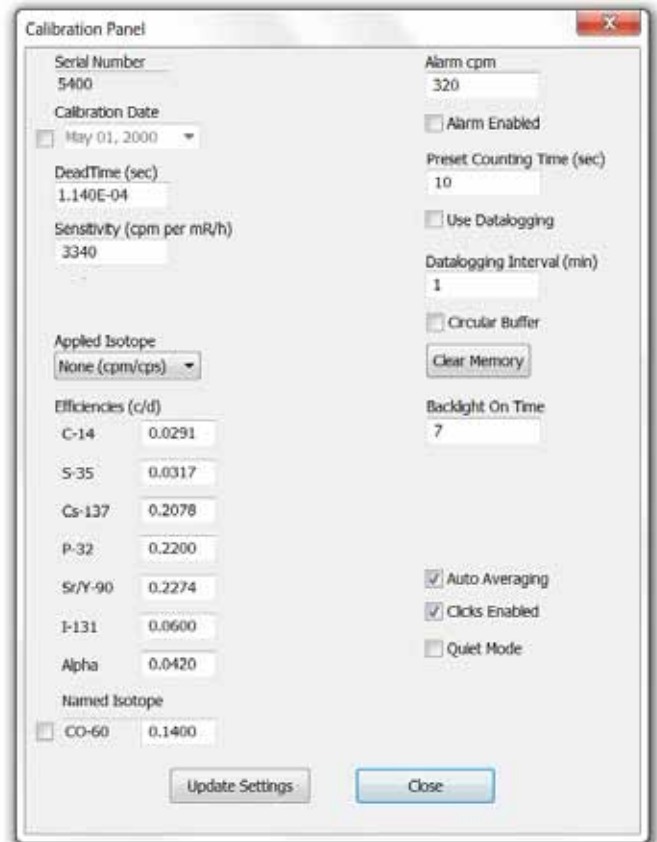 Calibration Panel
Serial Number
5400
Calibration Date
May 01, 2000
DeadTime (sec)
1.140E-04
Sensitivity (cpm per mR/h)
3340
Applied Isotope
None (cpm/cps)
Efficiencies (c/d)
C-14 0.0291
S-35 0.0317
Cs-137 0.2078
P-32 0.2200
Sr/Y-90 0.2274
I-131 0.0600
Alpha 0.0420
Named Isotope
CO-60 0.1400
Alarm cpm
320
Alarm Enabled
Preset Counting Time (sec)
10
Use Datalogging
Datalogging Interval (min)
1
Circular Buffer
Clear Memory
Backlight On Time
7
Auto Averaging
Clicks Enabled
Quiet Mode
Update Settings Close